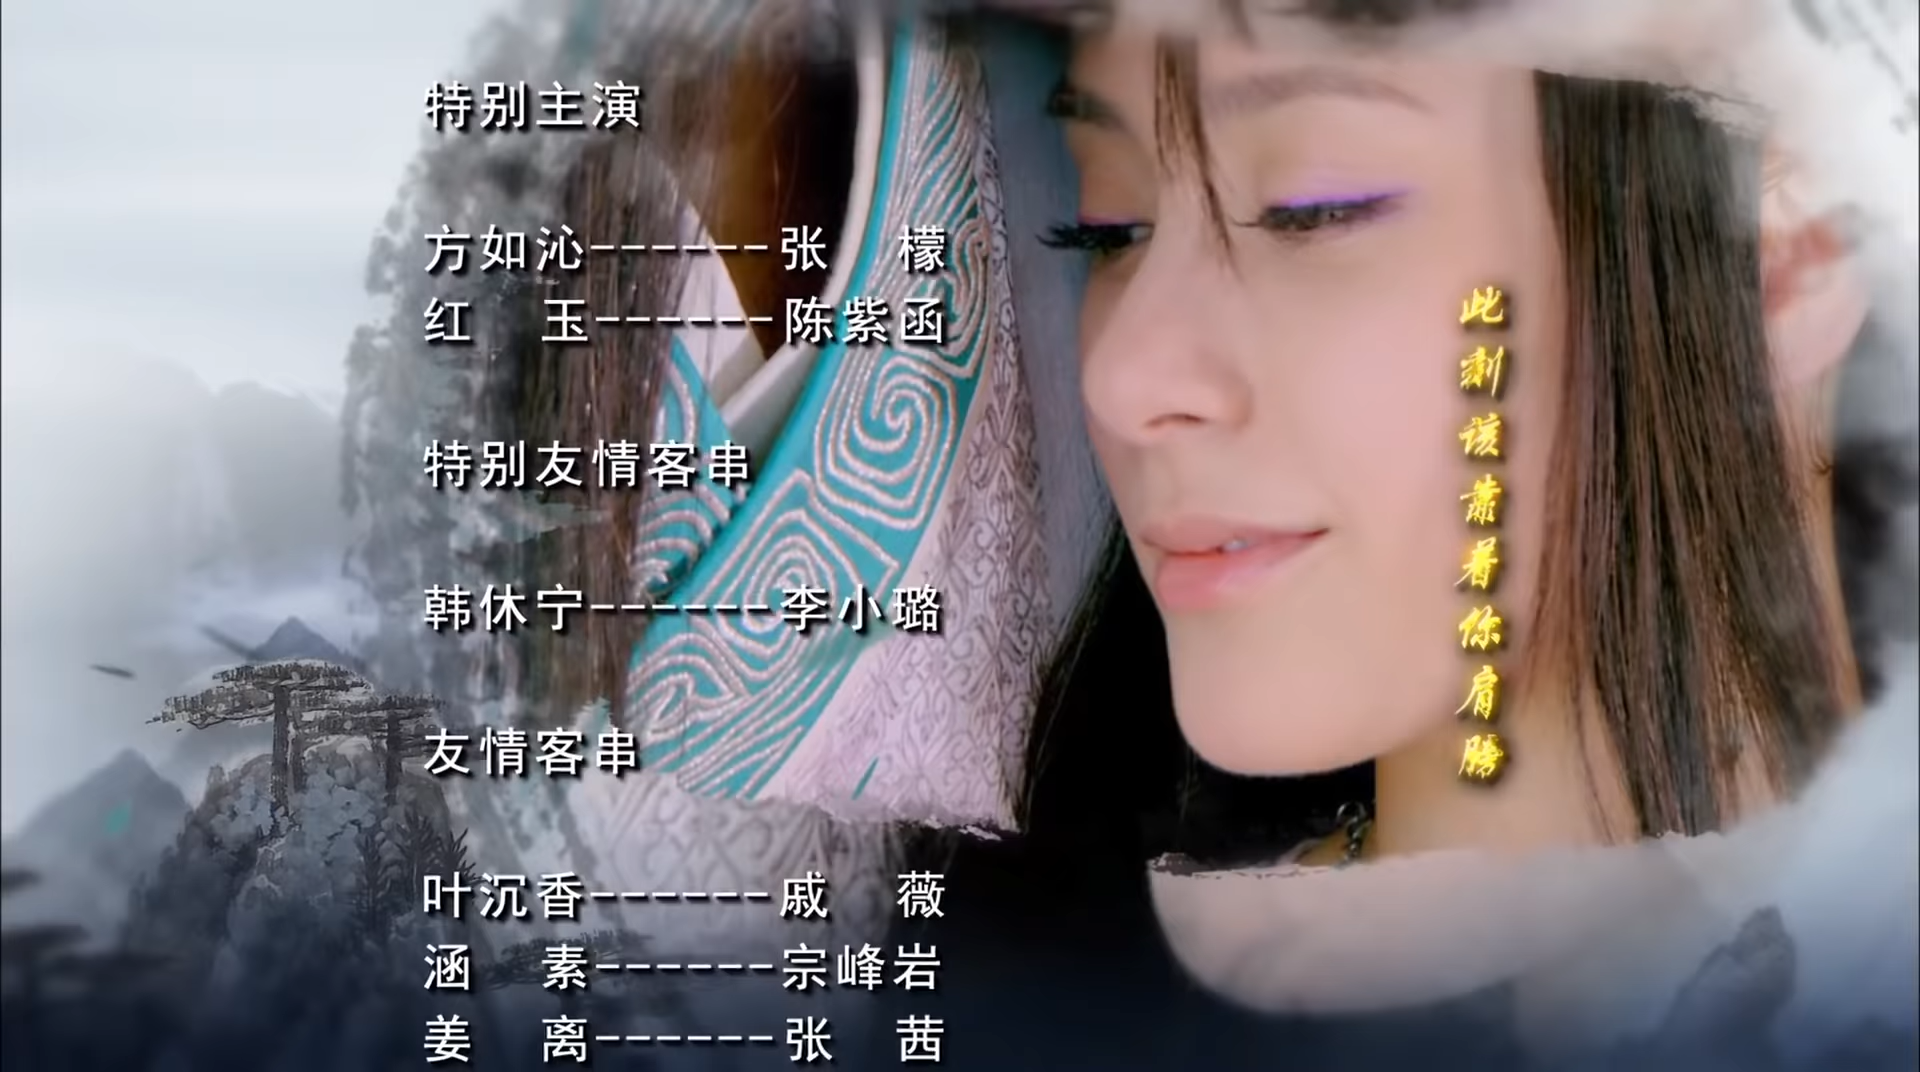 特别主演
方如沁------张 檬
红 玉------陈紫函
特别友情客串
韩休宁------李小璐
友情客串
叶沉香------戚 薇
涵 素------宗峰岩
姜 离------张 茜
此刻该靠着你肩膀